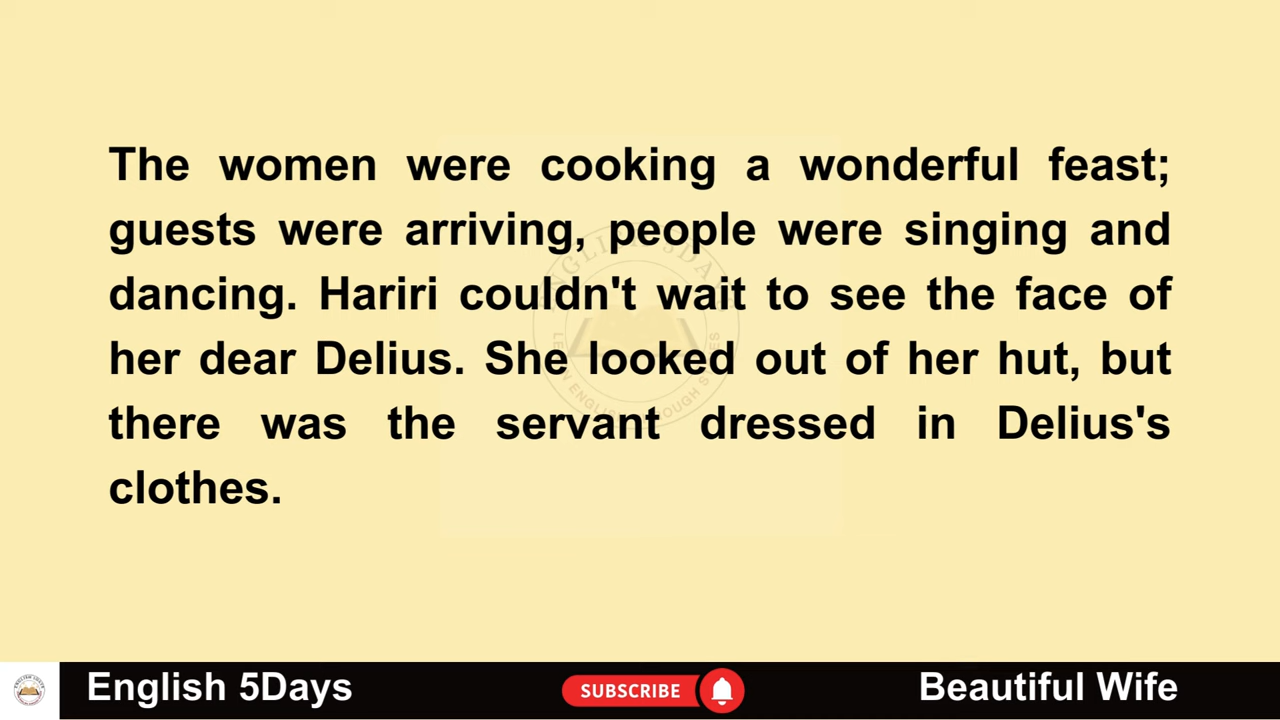 The women were cooking a wonderful feast;
guests were arriving, people were singing and
dancing. Hariri couldn't wait to see the face of
her dear Delius. She looked out of her hut, but
there was the servant dressed in Delius's
clothes.
English 5Days
SUBSCRIBE
Beautiful Wife